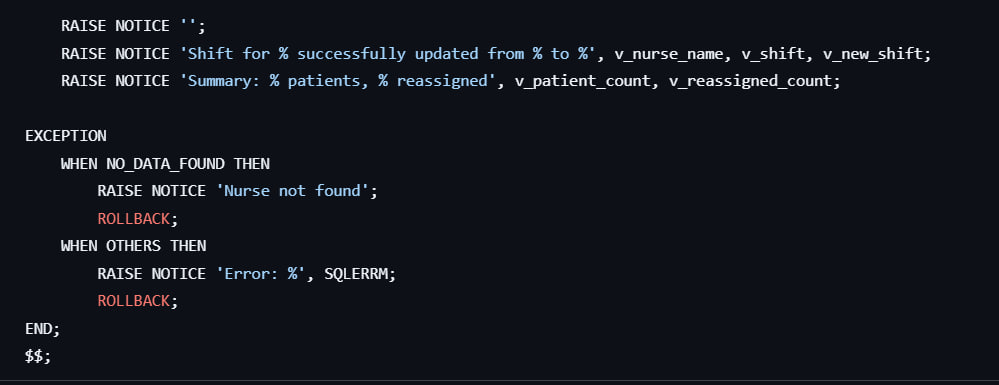 RAISE NOTICE '';
RAISE NOTICE 'Shift for % successfully updated from % to %', v_nurse_name, v_shift, v_new_shift;
RAISE NOTICE 'Summary: % patients, % reassigned', v_patient_count, v_reassigned_count;
EXCEPTION
WHEN NO_DATA_FOUND THEN
RAISE NOTICE 'Nurse not found';
ROLLBACK;
WHEN OTHERS THEN
RAISE NOTICE 'Error: %', SQLERRM;
ROLLBACK;
END;
$$;